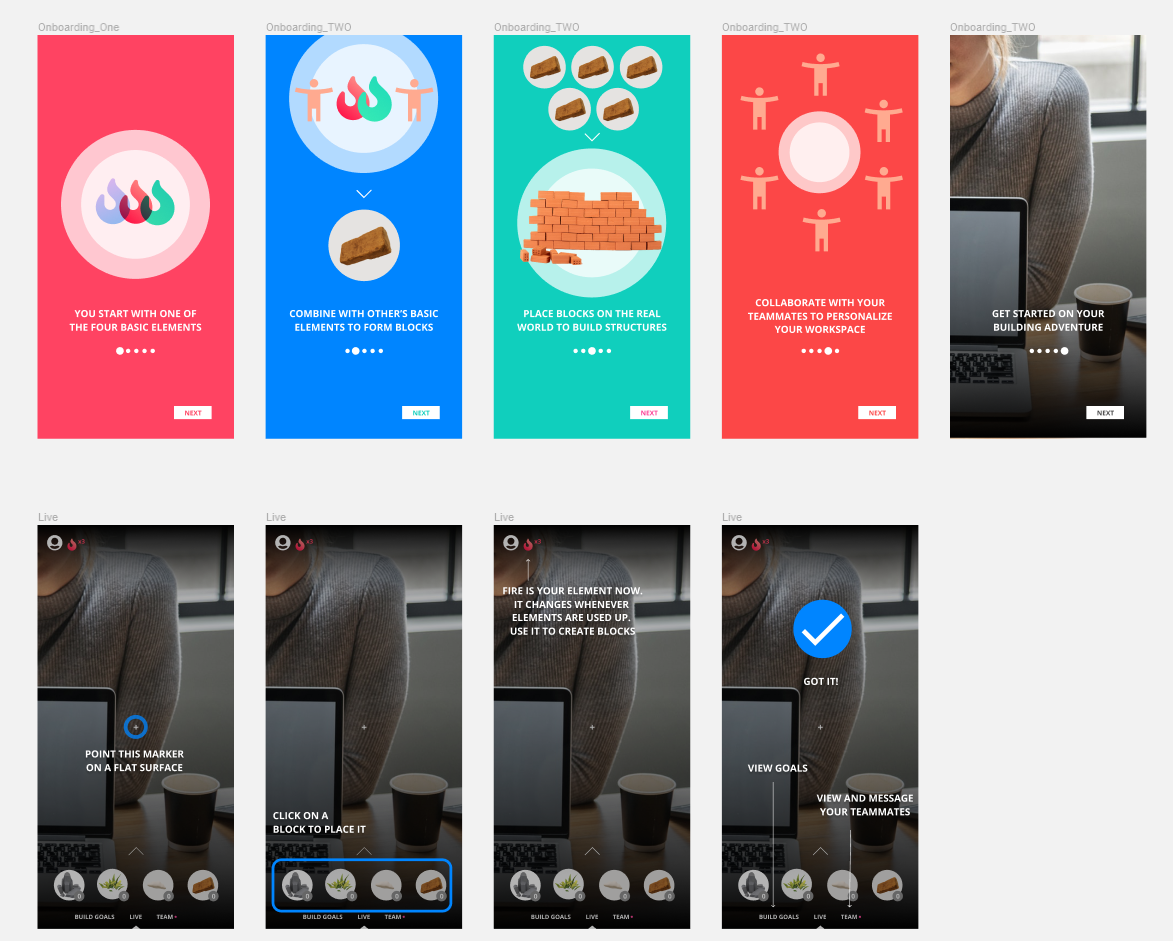 Onboarding_One
Onboarding_TWO
Onboarding_TWO
Onboarding_TWO
Onboarding_TWO
YOU START WITH ONE OF
THE FOUR BASIC ELEMENTS
NEXT
COMBINE WITH OTHER'S BASIC
ELEMENTS TO FORM BLOCKS
NEXT
PLACE BLOCKS ON THE REAL
WORLD TO BUILD STRUCTURES
NEXT
COLLABORATE WITH YOUR
TEAMMATES TO PERSONALIZE
YOUR WORKSPACE
NEXT
GET STARTED ON YOUR
BUILDING ADVENTURE
NEXT
Live
Live
Live
Live
x3
POINT THIS MARKER
ON A FLAT SURFACE
0
0
0
0
BUILD GOALS LIVE TEAM
x3
CLICK ON A
BLOCK TO PLACE IT
0
0
0
0
BUILD GOALS LIVE TEAM
x3
FIRE IS YOUR ELEMENT NOW.
IT CHANGES WHENEVER
ELEMENTS ARE USED UP.
USE IT TO CREATE BLOCKS
0
0
0
0
BUILD GOALS LIVE TEAM
x3
GOT IT!
VIEW GOALS
VIEW AND MESSAGE
YOUR TEAMMATES
0
0
0
0
BUILD GOALS LIVE TEAM